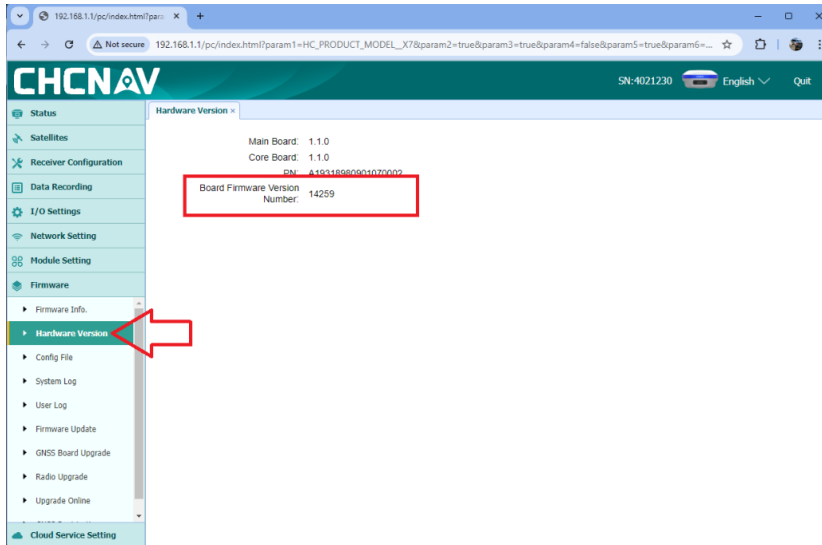 192.168.1.1/pc/index.html?para
Not secure 192.168.1.1/pc/index.html?param1=HC_PRODUCT_MODEL__X7&param2=true&param3=true&param4=false&param5=true&param6=...
CHCNAV
SN:4021230 English Quit
Status
Satellites
Receiver Configuration
Data Recording
I/O Settings
Network Setting
Module Setting
Firmware
Firmware Info.
Hardware Version
Config File
System Log
User Log
Firmware Update
GNSS Board Upgrade
Radio Upgrade
Upgrade Online
Cloud Service Setting
Hardware Version ×
Main Board: 1.1.0
Core Board: 1.1.0
PN: A19318980901070002
Board Firmware Version
Number: 14259